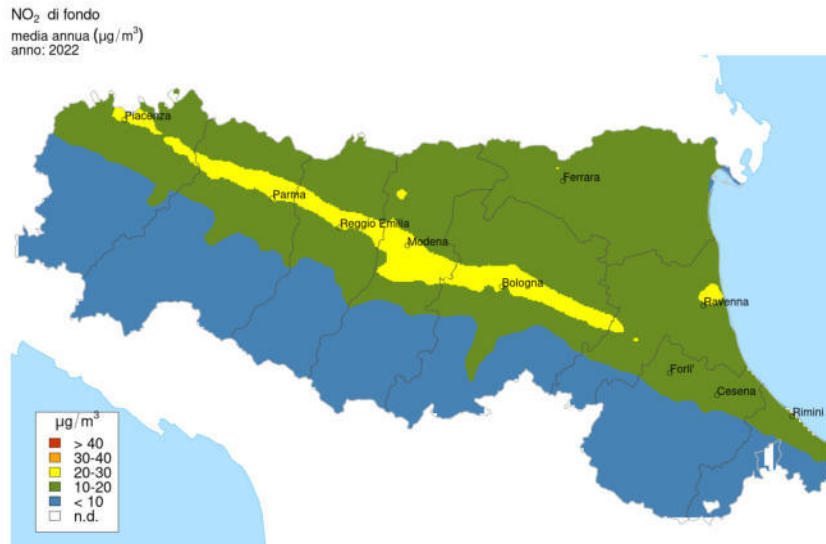 NO₂ di fondo
media annua (µg/m³)
anno: 2022
Piacenza
Ferrara
Parma
Reggio Emilia
Modena
Bologna
Ravenna
Forli'
Cesena
Rimini
µg/m³
> 40
30-40
20-30
10-20
< 10
n.d.